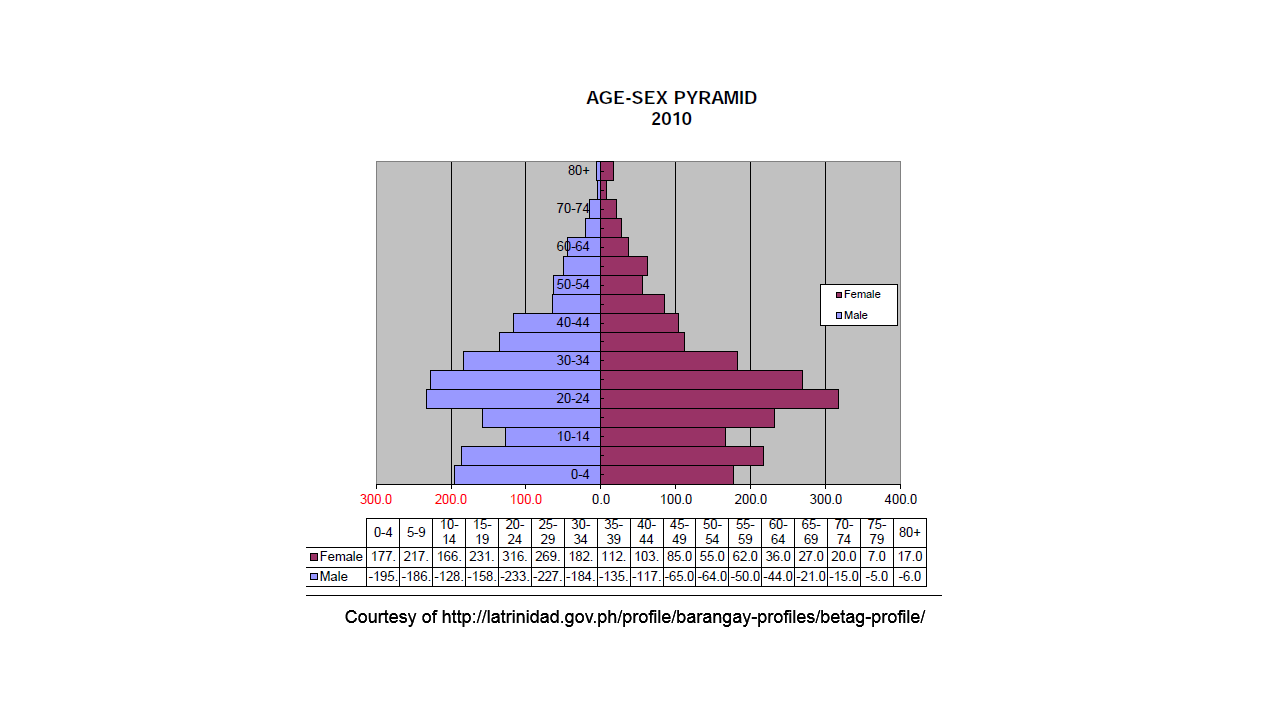 AGE-SEX PYRAMID
2010
80+
70-74
60-64
50-54
40-44
30-34
20-24
10-14
0-4
Female
Male
300.0 200.0 100.0 0.0 100.0 200.0 300.0 400.0
0-4 5-9 10-14 15-19 20-24 25-29 30-34 35-39 40-44 45-49 50-54 55-59 60-64 65-69 70-74 75-79 80+
Female 177. 217. 166. 231. 316. 269. 182. 112. 103. 85.0 55.0 62.0 36.0 27.0 20.0 7.0 17.0
Male -195. -186. -128. -158. -233. -227. -184. -135. -117. -65.0 -64.0 -50.0 -44.0 -21.0 -15.0 -5.0 -6.0
Courtesy of http://latrinidad.gov.ph/profile/barangay-profiles/betag-profile/